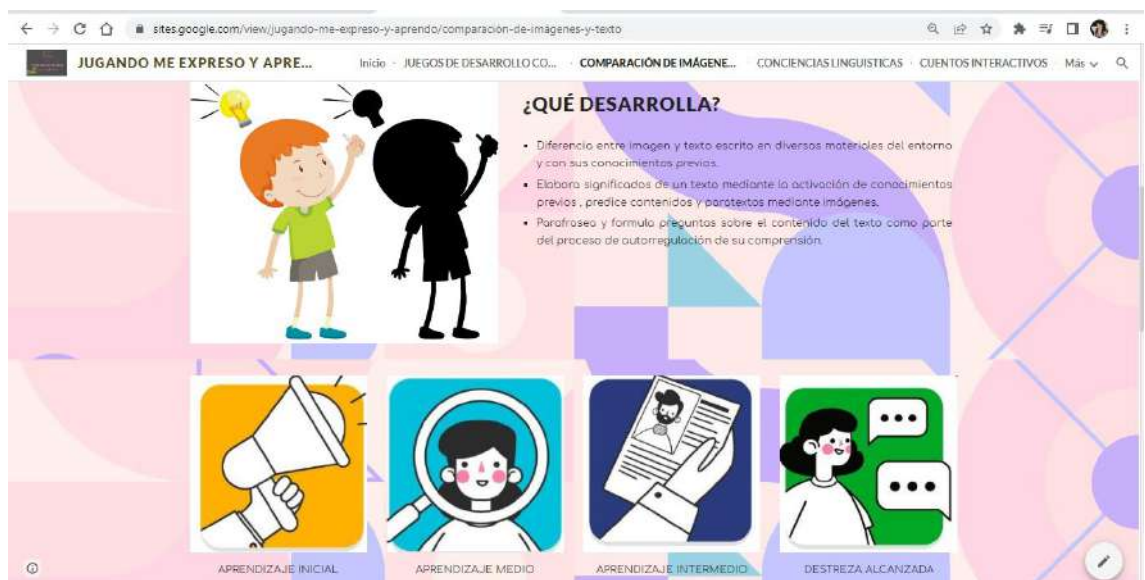 sites.google.com/view/jugando-me-expreso-y-aprendo/comparación-de-imágenes-y-texto
JUGANDO ME EXPRESO Y APRE...
Inicio
JUEGOS DE DESARROLLO CO...
COMPARACIÓN DE IMÁGENE...
CONCIENCIAS LINGUISTICAS
CUENTOS INTERACTIVOS
Más
¿QUÉ DESARROLLA?
• Diferencia entre imagen y texto escrito en diversos materiales del entorno
y con sus conocimientos previos.
• Elabora significados de un texto mediante la activación de conocimientos
previos , predice contenidos y paratextos mediante imágenes.
• Parafrasea y formula preguntas sobre el contenido del texto como parte
del proceso de autorregulación de su comprensión.
APRENDIZAJE INICIAL
APRENDIZAJE MEDIO
APRENDIZAJE INTERMEDIO
DESTREZA ALCANZADA